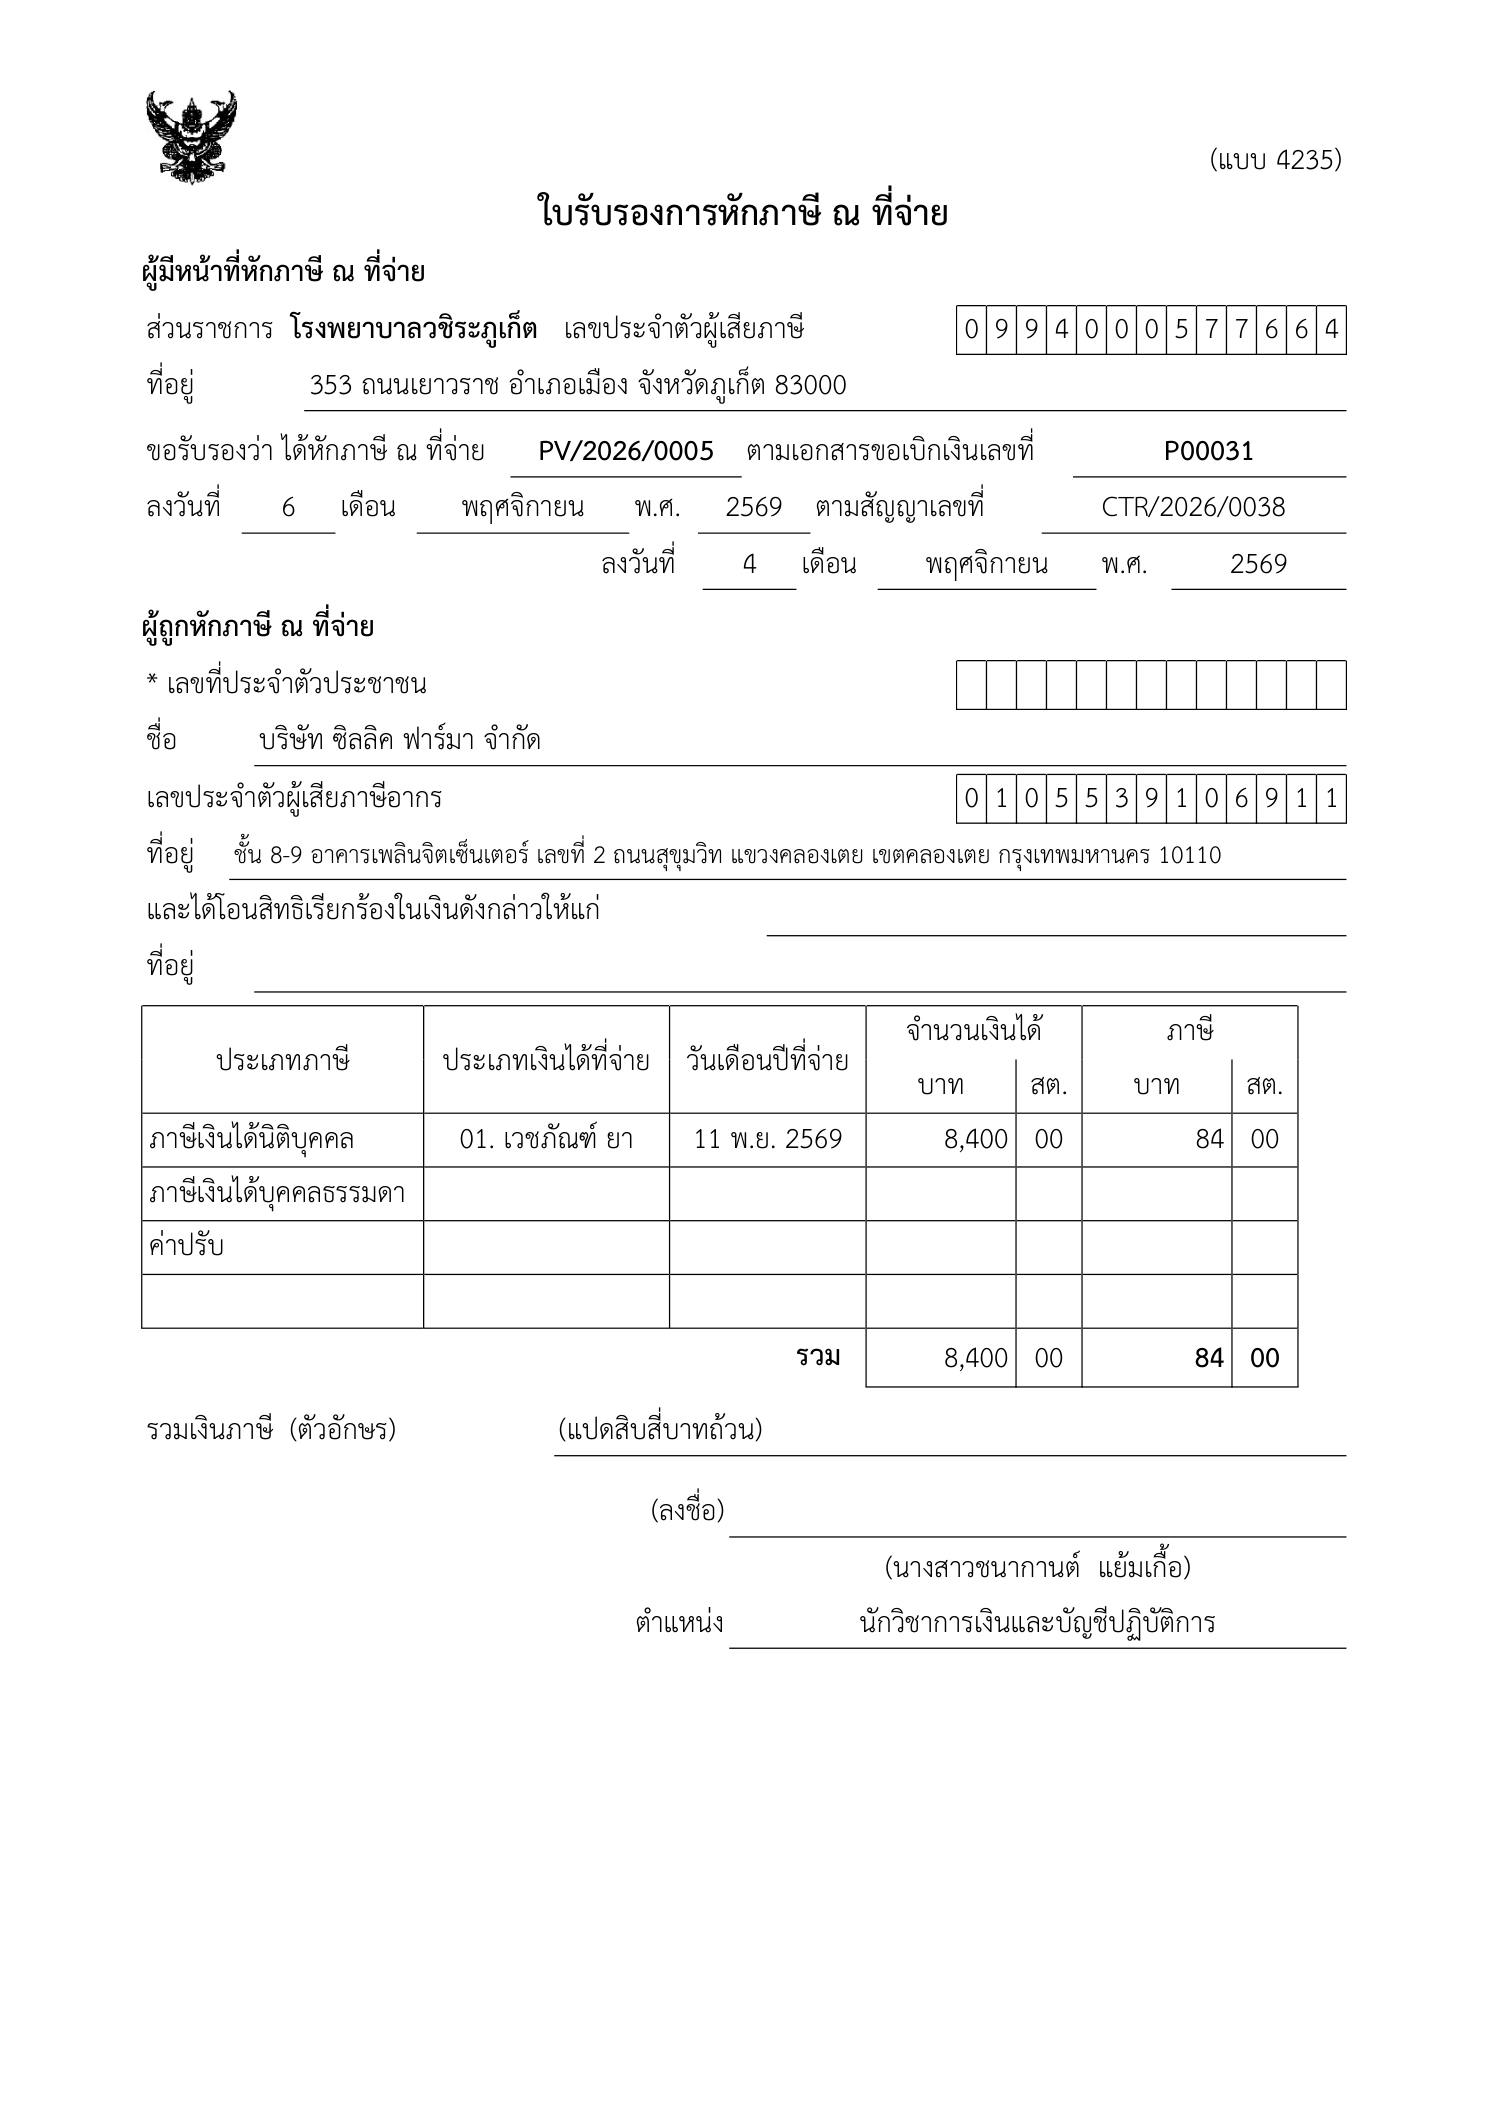 (แบบ 4235)
ใบรับรองการหักภาษี ณ ที่จ่าย
ผู้มีหน้าที่หักภาษี ณ ที่จ่าย
ส่วนราชการ โรงพยาบาลวชิระภูเก็ต เลขประจำตัวผู้เสียภาษี 0 9 9 4 0 0 0 5 7 7 6 6 4
ที่อยู่ 353 ถนนเยาวราช อำเภอเมือง จังหวัดภูเก็ต 83000
ขอรับรองว่า ได้หักภาษี ณ ที่จ่าย PV/2026/0005 ตามเอกสารขอเบิกเงินเลขที่ P00031
ลงวันที่ 6 เดือน พฤศจิกายน พ.ศ. 2569 ตามสัญญาเลขที่ CTR/2026/0038
ลงวันที่ 4 เดือน พฤศจิกายน พ.ศ. 2569
ผู้ถูกหักภาษี ณ ที่จ่าย
* เลขที่ประจำตัวประชาชน
ชื่อ บริษัท ซิลลิค ฟาร์มา จำกัด
เลขประจำตัวผู้เสียภาษีอากร 0 1 0 5 5 3 9 1 0 6 9 1 1
ที่อยู่ ชั้น 8-9 อาคารเพลินจิตเซ็นเตอร์ เลขที่ 2 ถนนสุขุมวิท แขวงคลองเตย เขตคลองเตย กรุงเทพมหานคร 10110
และได้โอนสิทธิเรียกร้องในเงินดังกล่าวให้แก่
ที่อยู่
ประเภทภาษี ประเภทเงินได้ที่จ่าย วันเดือนปีที่จ่าย จำนวนเงินได้ ภาษี
บาท สต. บาท สต.
ภาษีเงินได้นิติบุคคล 01. เวชภัณฑ์ ยา 11 พ.ย. 2569 8,400 00 84 00
ภาษีเงินได้บุคคลธรรมดา
ค่าปรับ
รวม 8,400 00 84 00
รวมเงินภาษี (ตัวอักษร) (แปดสิบสี่บาทถ้วน)
(ลงชื่อ)
(นางสาวชนากานต์ แย้มเกื้อ)
ตำแหน่ง นักวิชาการเงินและบัญชีปฏิบัติการ